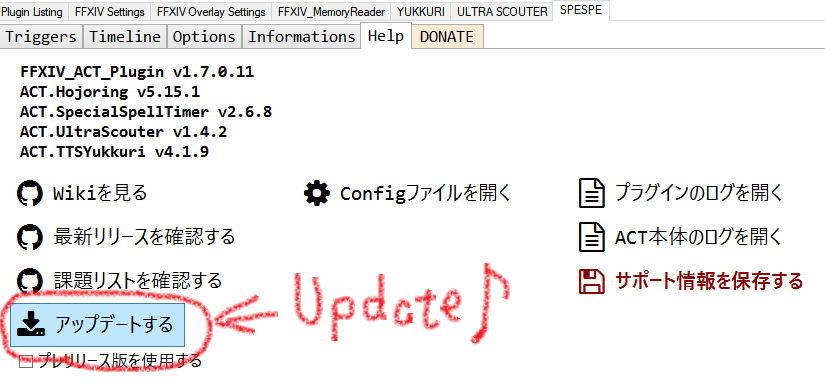 Plugin Listing FFXIV Settings FFXIV Overlay Settings FFXIV_MemoryReader YUKKURI ULTRA SCOUTER SPESPE
Triggers Timeline Options Informations Help DONATE
FFXIV_ACT_Plugin v1.7.0.11
ACT.Hojoring v5.15.1
ACT.SpecialSpellTimer v2.6.8
ACT.UltraScouter v1.4.2
ACT.TTSYukkuri v4.1.9
Wikiを見る Configファイルを開く プラグインのログを開く
最新リリースを確認する ACT本体のログを開く
課題リストを確認する サポート情報を保存する
アップデートする Update♪
プレリリース版を使用する